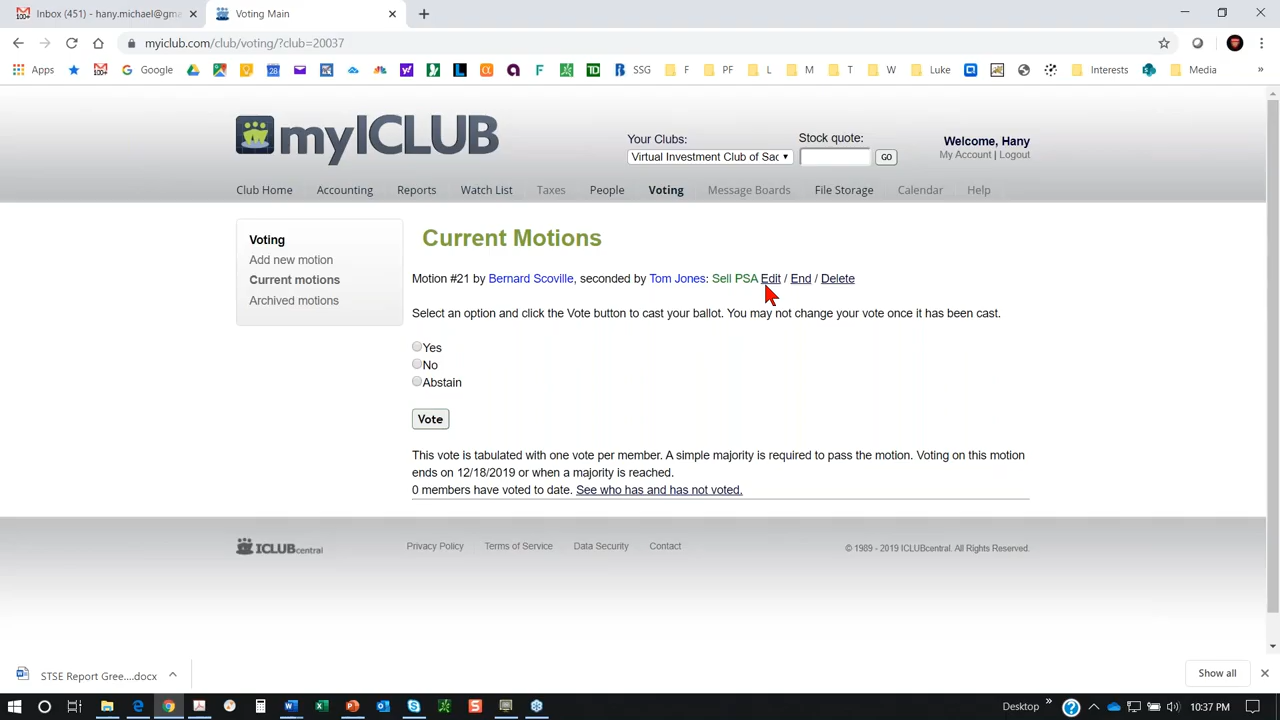 Inbox (451) - hany.michael@gma
Voting Main
myiclub.com/club/voting/?club=20037
Apps
Google
SSG
F
PF
L
M
T
W
Luke
Interests
Media
»
myICLUB
Your Clubs:
Virtual Investment Club of Sac
Stock quote:
GO
Welcome, Hany
My Account | Logout
Club Home
Accounting
Reports
Watch List
Taxes
People
Voting
Message Boards
File Storage
Calendar
Help
Voting
Add new motion
Current motions
Archived motions
Current Motions
Motion #21 by Bernard Scoville, seconded by Tom Jones: Sell PSA Edit / End / Delete
Select an option and click the Vote button to cast your ballot. You may not change your vote once it has been cast.
Yes
No
Abstain
Vote
This vote is tabulated with one vote per member. A simple majority is required to pass the motion. Voting on this motion
ends on 12/18/2019 or when a majority is reached.
0 members have voted to date. See who has and has not voted.
ICLUBcentral
Privacy Policy
Terms of Service
Data Security
Contact
© 1989 - 2019 ICLUBcentral. All Rights Reserved.
STSE Report Gree....docx
Show all
Desktop
»
10:37 PM